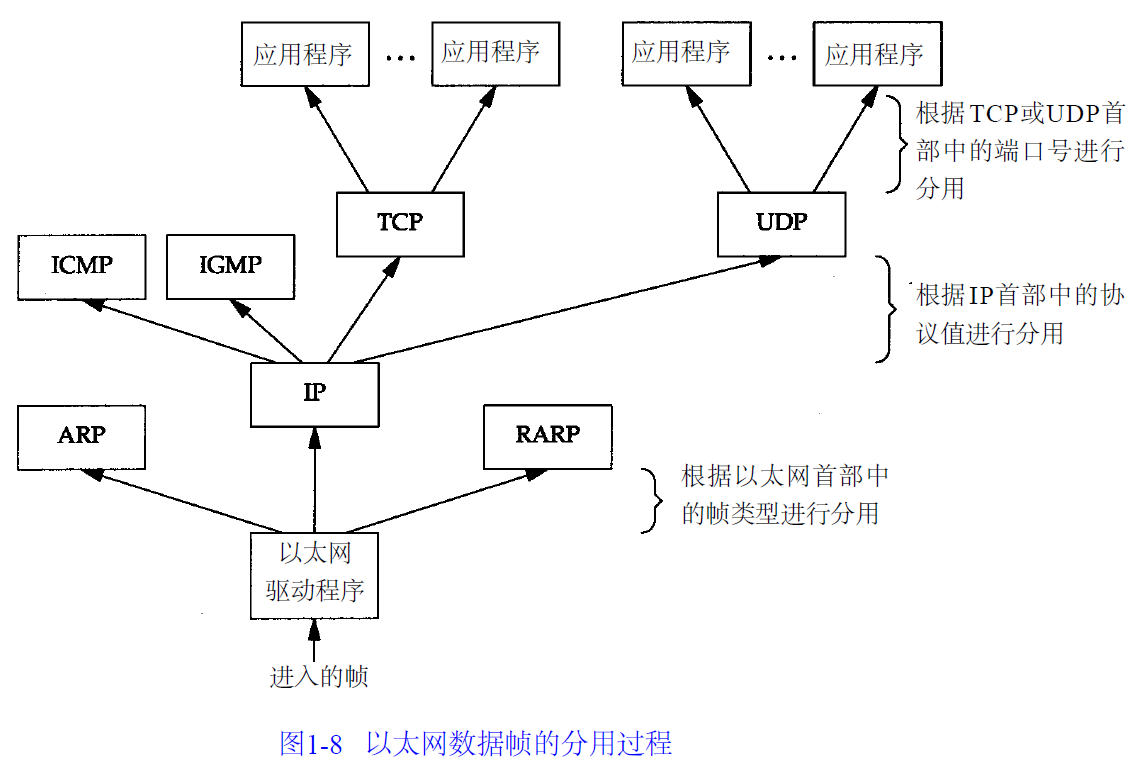 应用程序 … 应用程序 应用程序 … 应用程序
根据TCP或UDP首
部中的端口号进行
分用
TCP UDP
ICMP IGMP
根据IP首部中的协
议值进行分用
IP
ARP RARP
根据以太网首部中
的帧类型进行分用
以太网
驱动程序
进入的帧
图1-8 以太网数据帧的分用过程